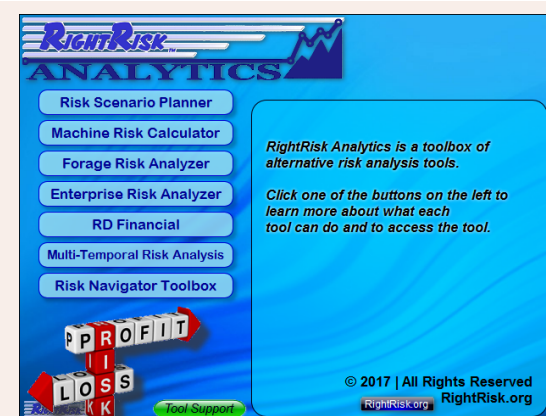 RightRisk™
ANALYTICS
Risk Scenario Planner
Machine Risk Calculator
Forage Risk Analyzer
Enterprise Risk Analyzer
RD Financial
Multi-Temporal Risk Analysis
Risk Navigator Toolbox
RightRisk Analytics is a toolbox of
alternative risk analysis tools.
Click one of the buttons on the left to
learn more about what each
tool can do and to access the tool.
PROFIT
RISK
LOSS
Tool Support
© 2017 | All Rights Reserved
RightRisk.org
RightRisk.org